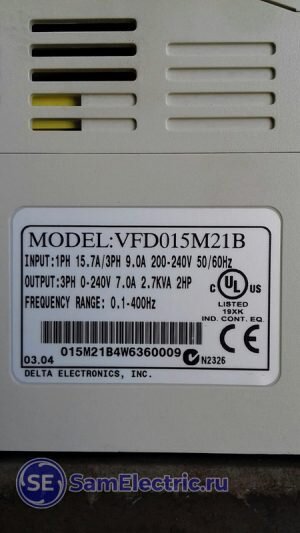 MODEL:VFD015M21B
INPUT:1PH 15.7A/3PH 9.0A 200-240V 50/60Hz
OUTPUT:3PH 0-240V 7.0A 2.7KVA 2HP
FREQUENCY RANGE: 0.1-400Hz
C UL US
LISTED
19XK
IND. CONT. EQ.
015M21B4W6360009
03.04
N2326
DELTA ELECTRONICS, INC.
SE SamElectric.ru